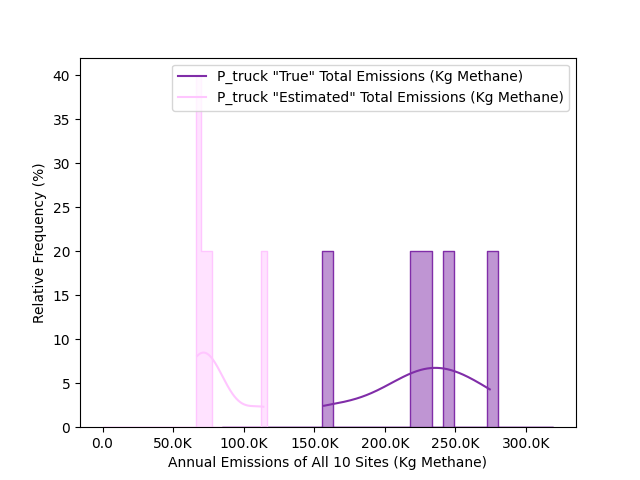 P_truck "True" Total Emissions (Kg Methane)
P_truck "Estimated" Total Emissions (Kg Methane)
Relative Frequency (%)
40
35
30
25
20
15
10
5
0
0.0 50.0K 100.0K 150.0K 200.0K 250.0K 300.0K
Annual Emissions of All 10 Sites (Kg Methane)